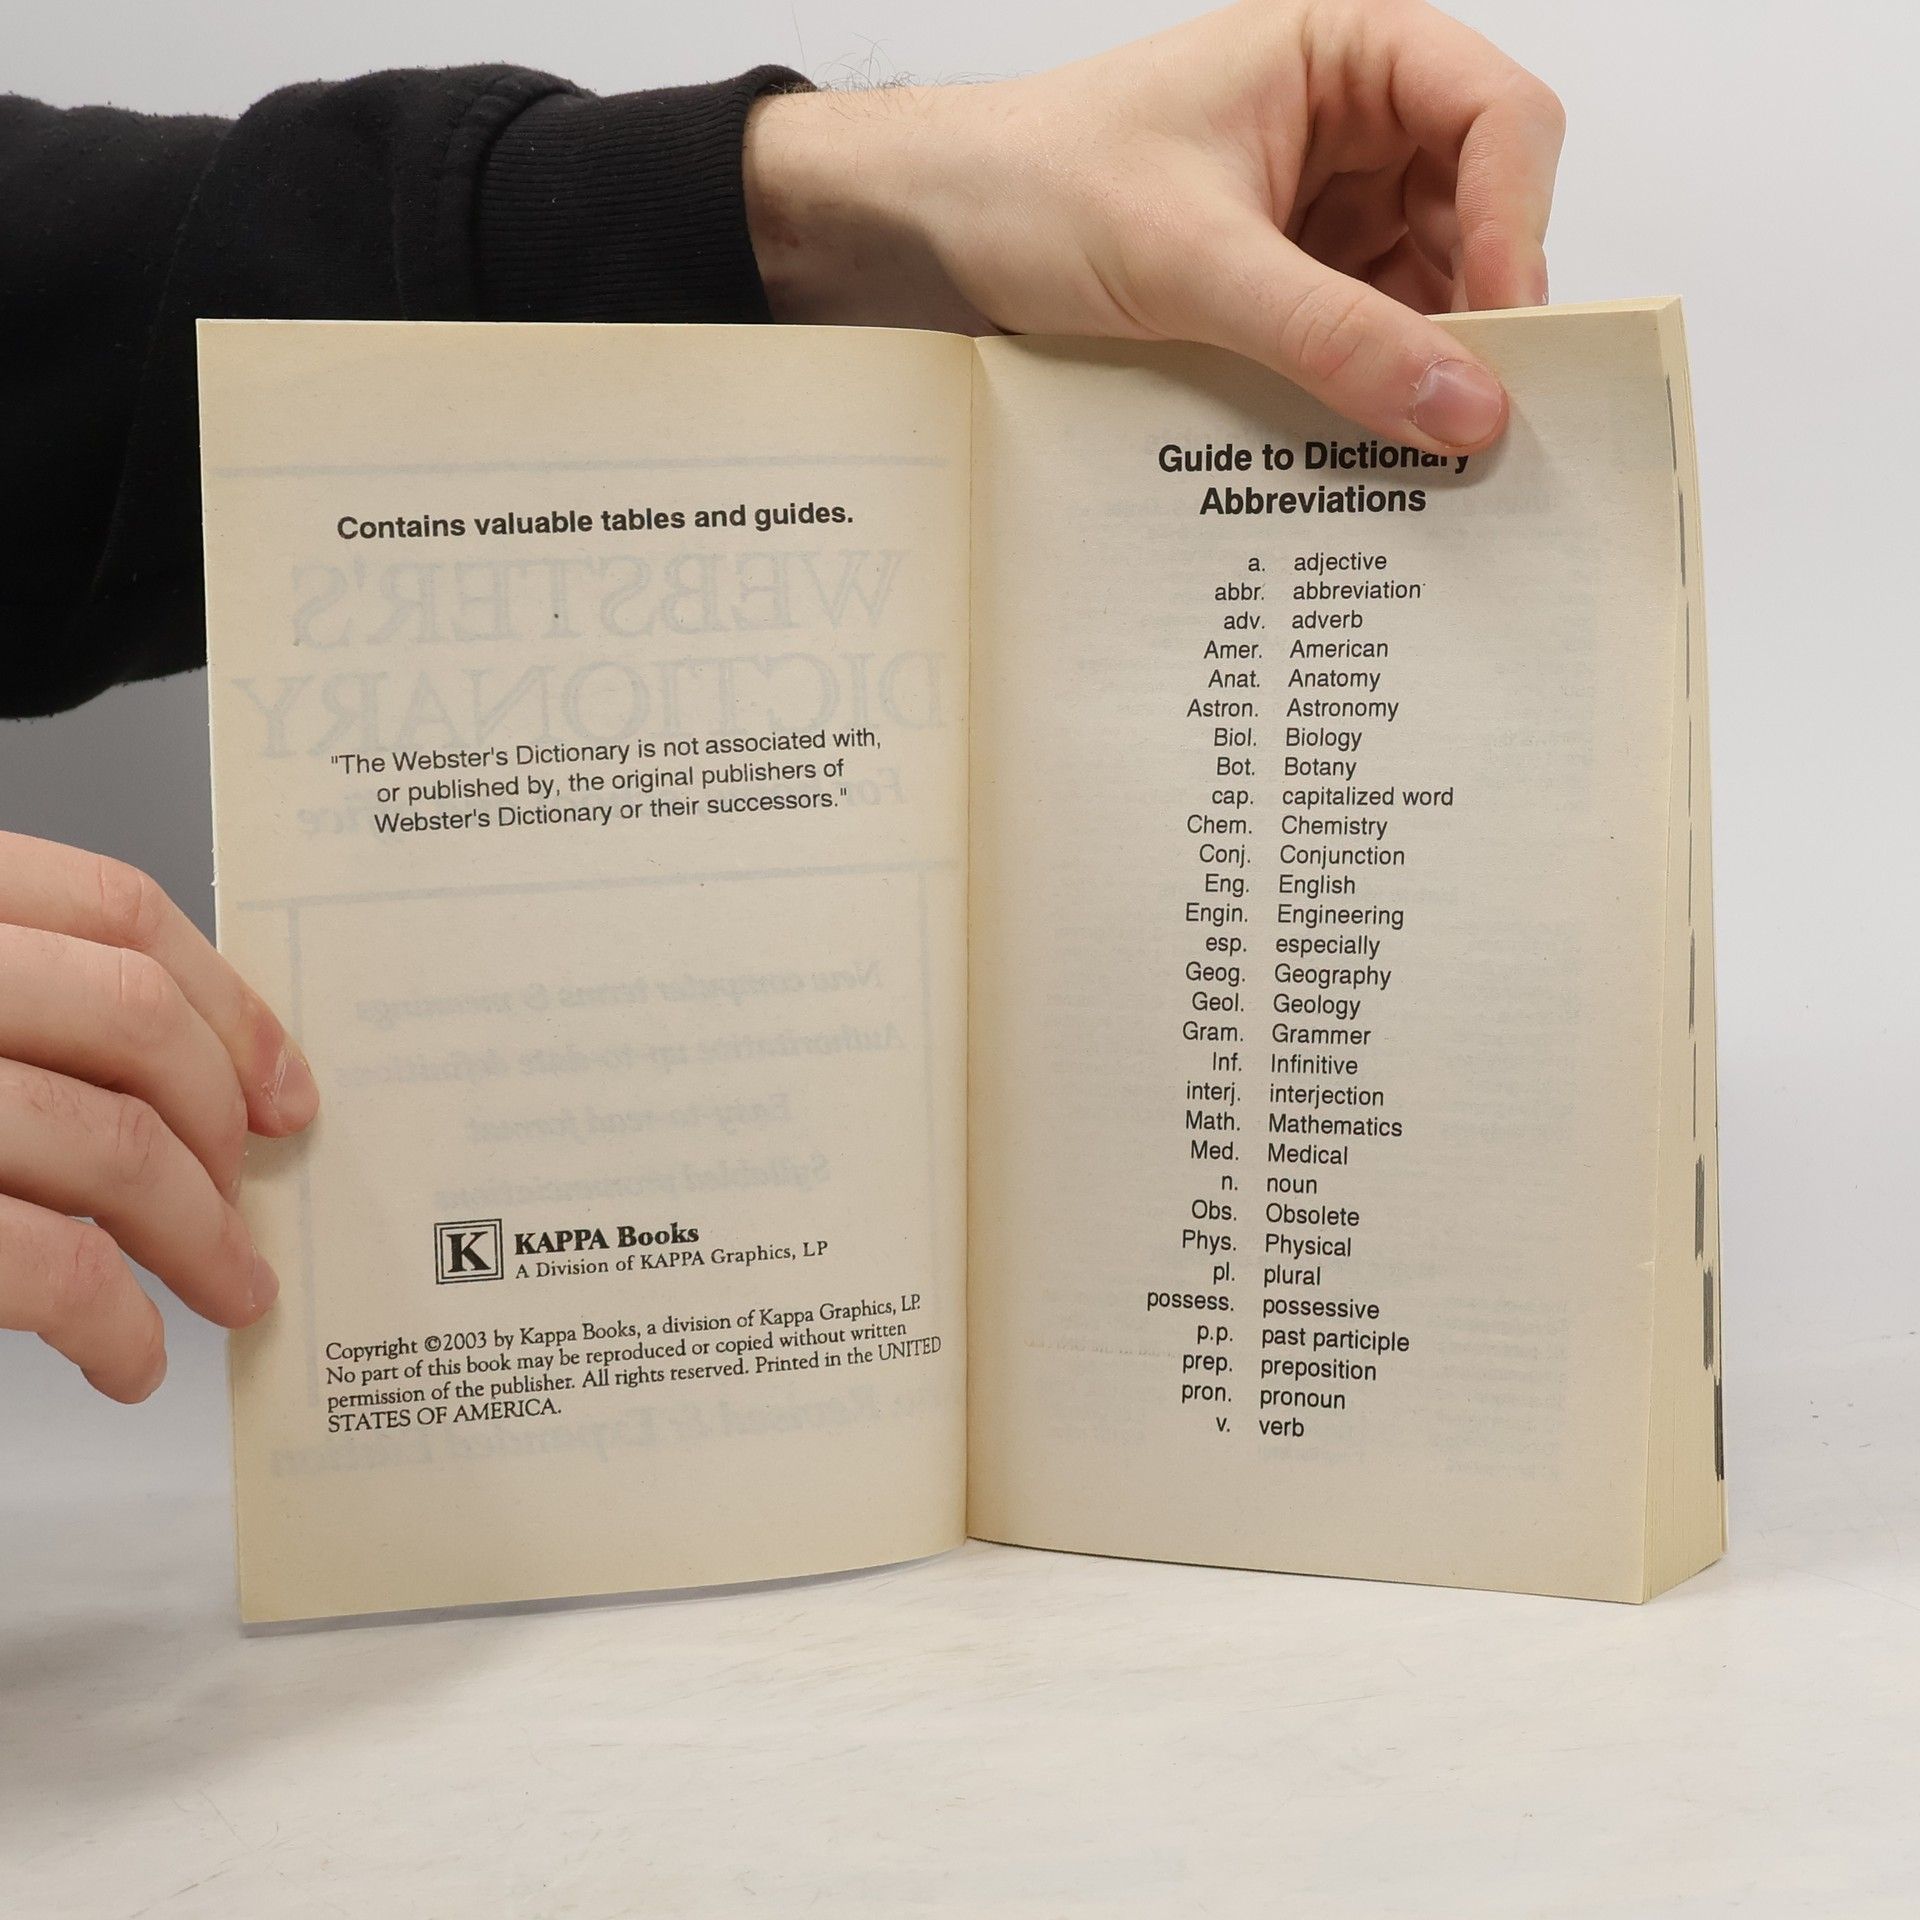 Contains valuable tables and guides.
"The Webster's Dictionary is not associated with,
or published by, the original publishers of
Webster's Dictionary or their successors."
K
KAPPA Books
A Division of KAPPA Graphics, LP
Copyright ©2003 by Kappa Books, a division of Kappa Graphics, LP.
No part of this book may be reproduced or copied without written
permission of the publisher. All rights reserved. Printed in the UNITED
STATES OF AMERICA.
Guide to Dictionary
Abbreviations
a. adjective
abbr. abbreviation
adv. adverb
Amer. American
Anat. Anatomy
Astron. Astronomy
Biol. Biology
Bot. Botany
cap. capitalized word
Chem. Chemistry
Conj. Conjunction
Eng. English
Engin. Engineering
esp. especially
Geog. Geography
Geol. Geology
Gram. Grammer
Inf. Infinitive
interj. interjection
Math. Mathematics
Med. Medical
n. noun
Obs. Obsolete
Phys. Physical
pl. plural
possess. possessive
p.p. past participle
prep. preposition
pron. pronoun
v. verb